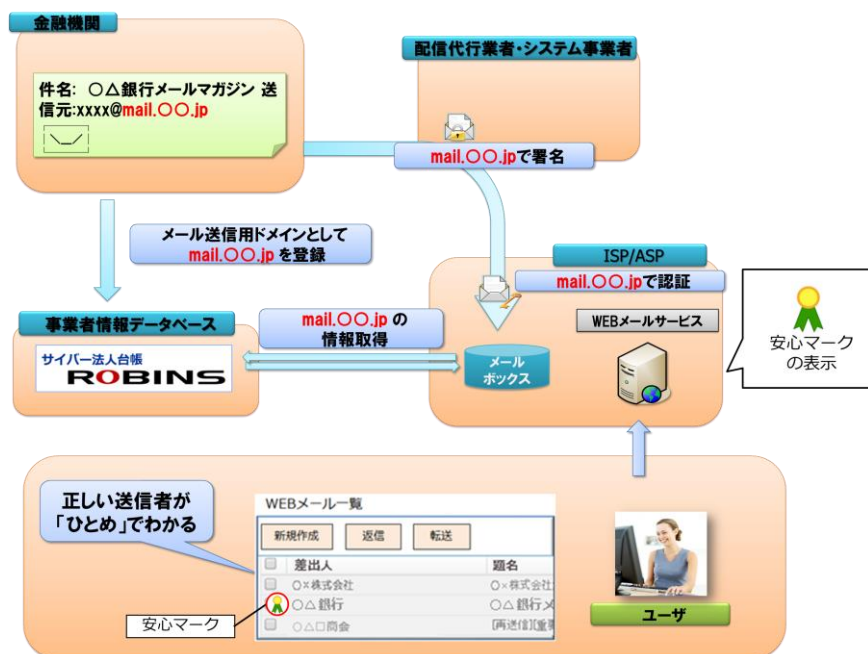 金融機関
件名: ○△銀行メールマガジン 送
信元:xxxx@mail.○○.jp
配信代行業者・システム事業者
mail.○○.jpで署名
メール送信用ドメインとして
mail.○○.jp を登録
ISP/ASP
mail.○○.jpで認証
WEBメールサービス
安心マーク
の表示
事業者情報データベース
サイバー法人台帳
ROBINS
mail.○○.jp の
情報取得
メール
ボックス
正しい送信者が
「ひとめ」でわかる
WEBメール一覧
新規作成 返信 転送
差出人 題名
○×株式会社 ○×株式会社
○△銀行 ○△銀行メ
○△□商会 [再送信][重要
安心マーク
ユーザ